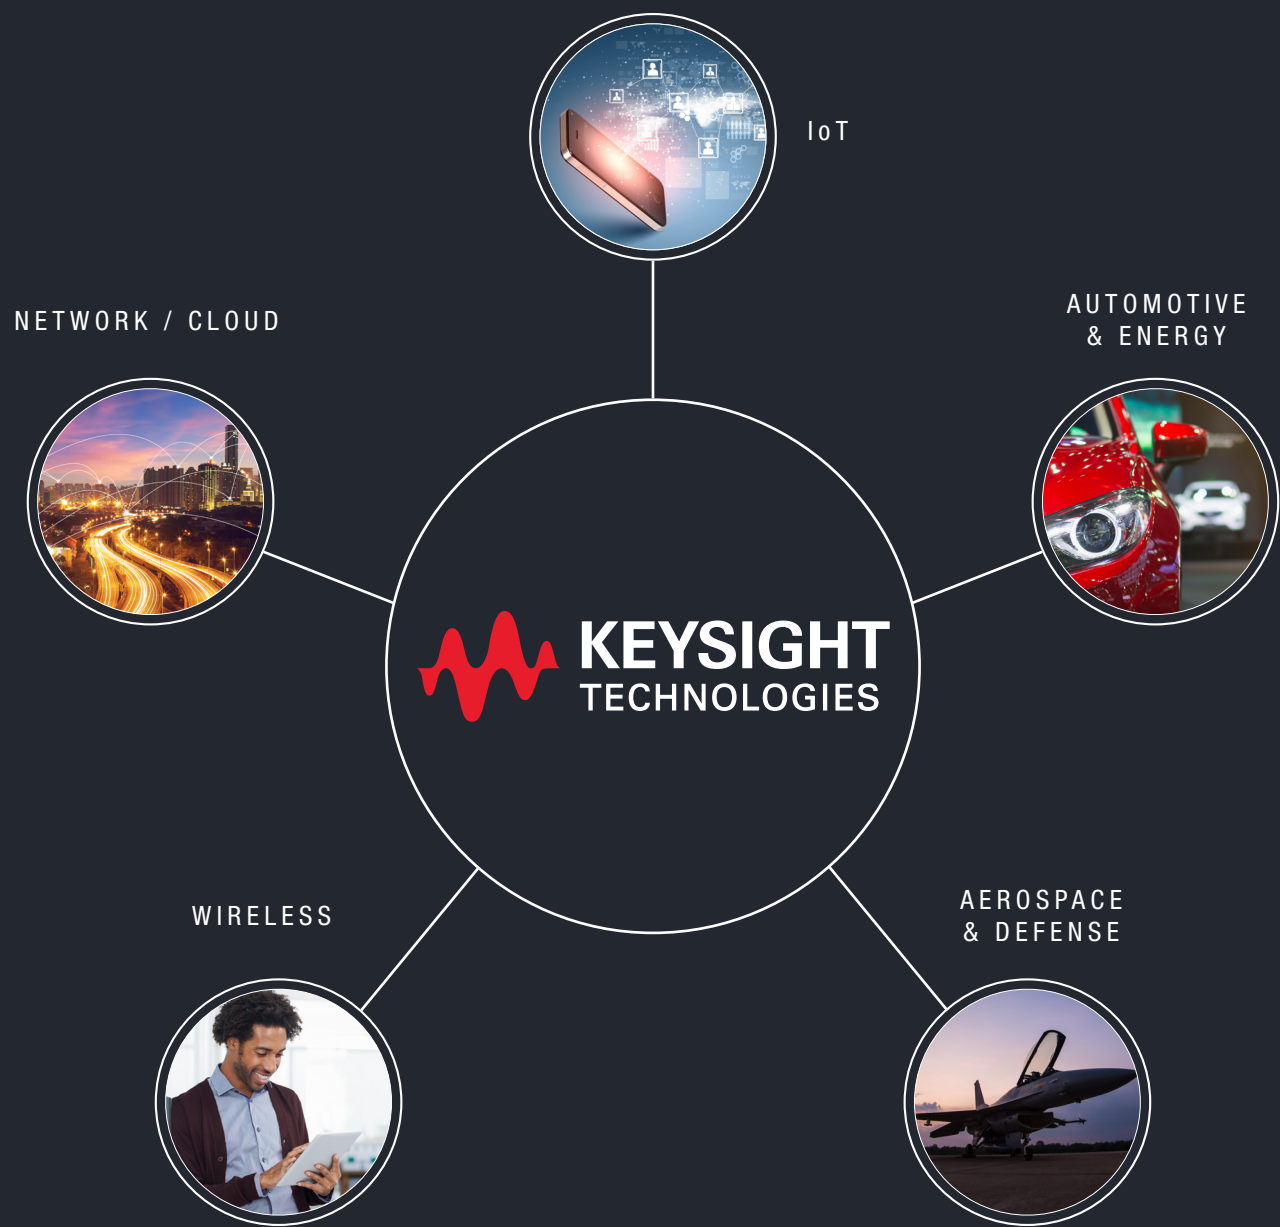 IoT
NETWORK / CLOUD
AUTOMOTIVE
& ENERGY
KEYSIGHT
TECHNOLOGIES
WIRELESS
AEROSPACE
& DEFENSE